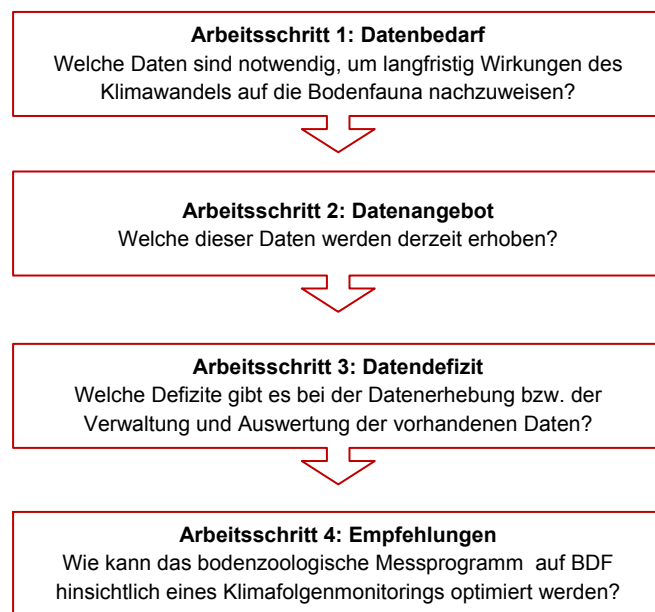 Arbeitsschritt 1: Datenbedarf
Welche Daten sind notwendig, um langfristig Wirkungen des
Klimawandels auf die Bodenfauna nachzuweisen?
Arbeitsschritt 2: Datenangebot
Welche dieser Daten werden derzeit erhoben?
Arbeitsschritt 3: Datendefizit
Welche Defizite gibt es bei der Datenerhebung bzw. der
Verwaltung und Auswertung der vorhandenen Daten?
Arbeitsschritt 4: Empfehlungen
Wie kann das bodenzoologische Messprogramm auf BDF
hinsichtlich eines Klimafolgenmonitorings optimiert werden?